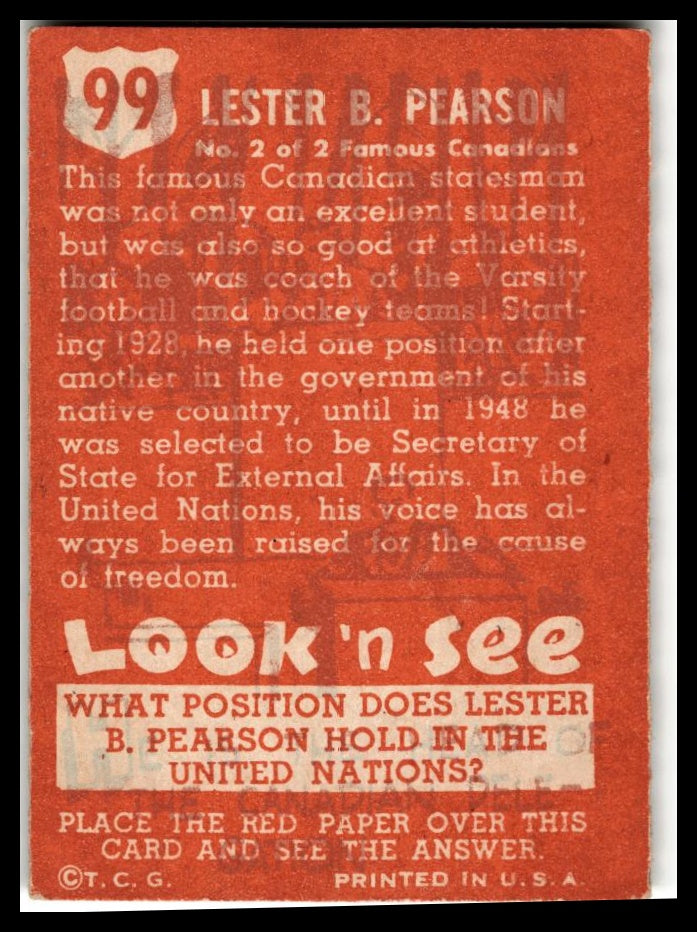 99
LESTER B. PEARSON
No. 2 of 2 Famous Canadians
This famous Canadian statesman
was not only an excellent student,
but was also so good at athletics,
that he was coach of the Varsity
football and hockey teams! Start-
ing 1928, he held one position after
another in the government of his
native country, until in 1948 he
was selected to be Secretary of
State for External Affairs. In the
United Nations, his voice has al-
ways been raised for the cause
of freedom.
LOOK 'n See
WHAT POSITION DOES LESTER
B. PEARSON HOLD IN THE
UNITED NATIONS?
OF
THE CANADIAN DELE-
PLACE THE RED PAPER OVER THIS
CARD AND SEE THE ANSWER.
©T. C. G.
PRINTED IN U. S. A.